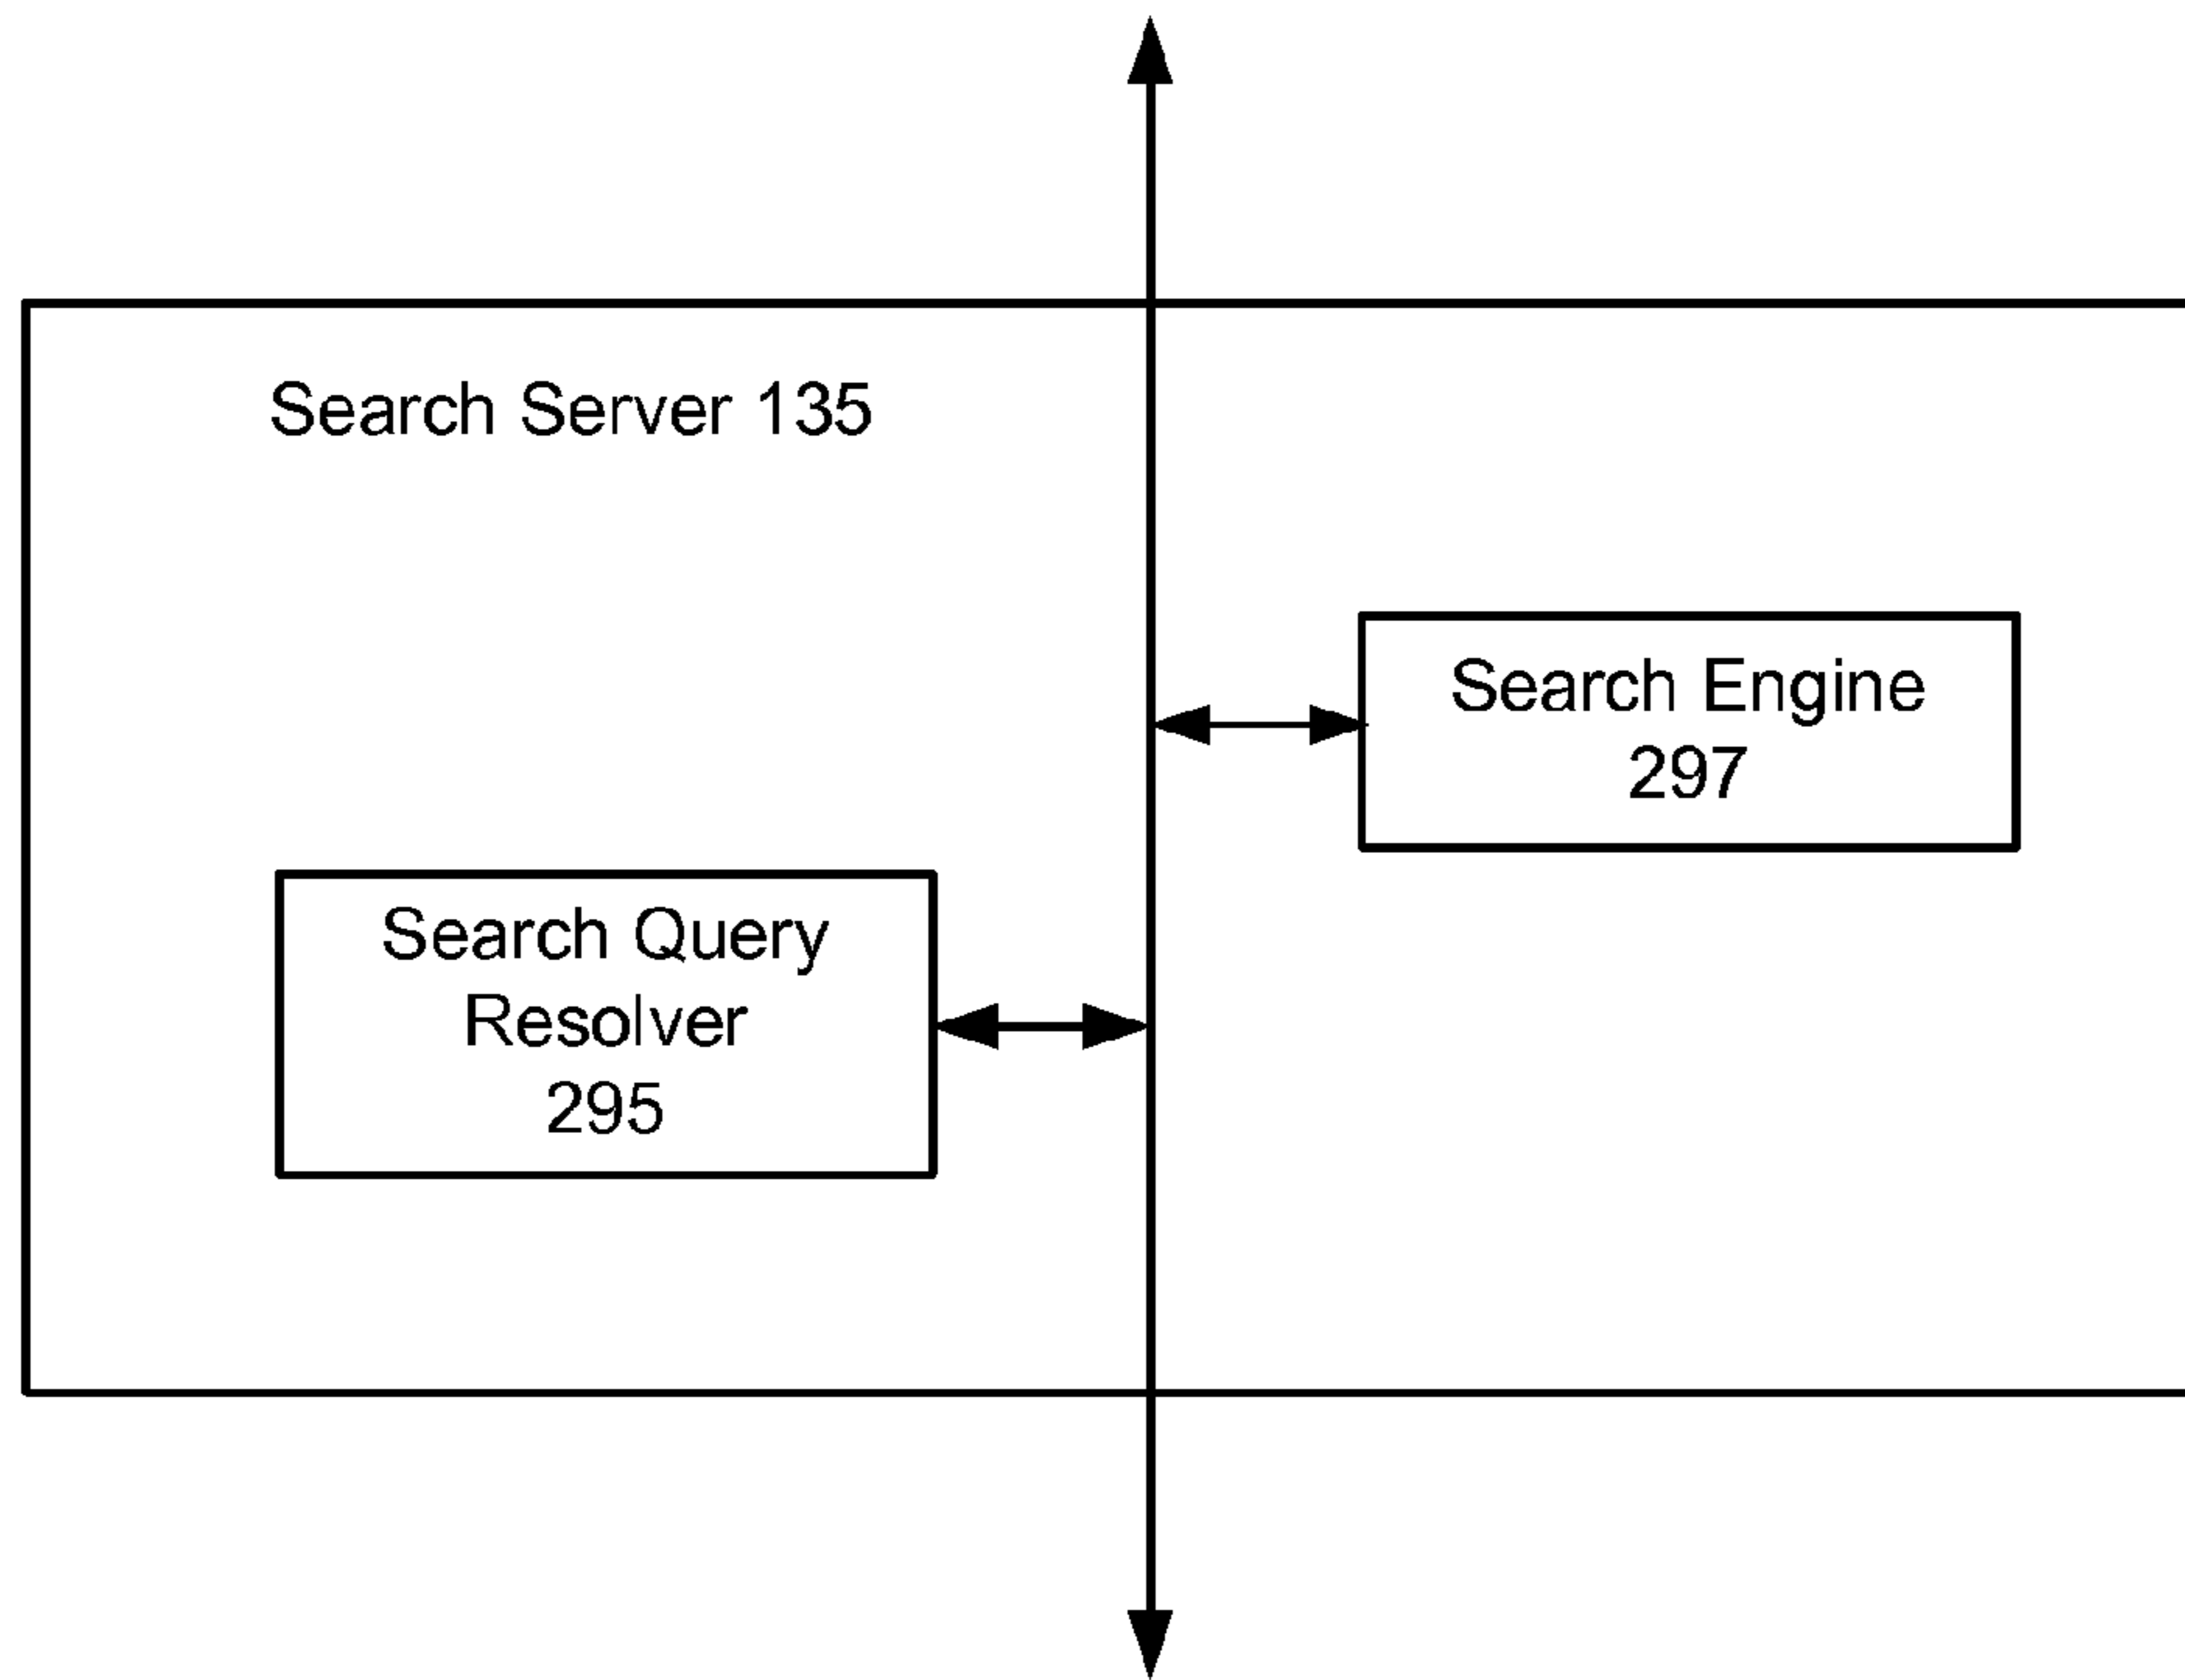 Search Server 135
Search Engine
297
Search Query
Resolver
295